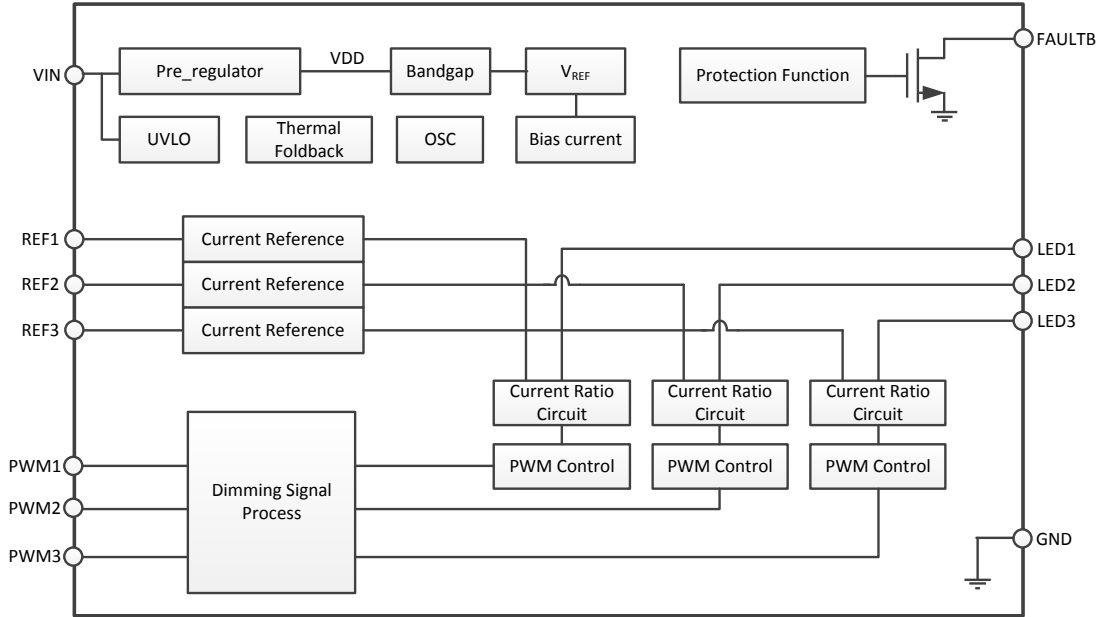 FAULTB
VIN
Pre_regulator
VDD
Bandgap
VREF
Protection Function
UVLO
Thermal
Foldback
OSC
Bias current
REF1
Current Reference
LED1
REF2
Current Reference
LED2
REF3
Current Reference
LED3
Current Ratio
Circuit
Current Ratio
Circuit
Current Ratio
Circuit
PWM1
PWM Control
PWM Control
PWM Control
Dimming Signal
Process
PWM2
PWM3
GND